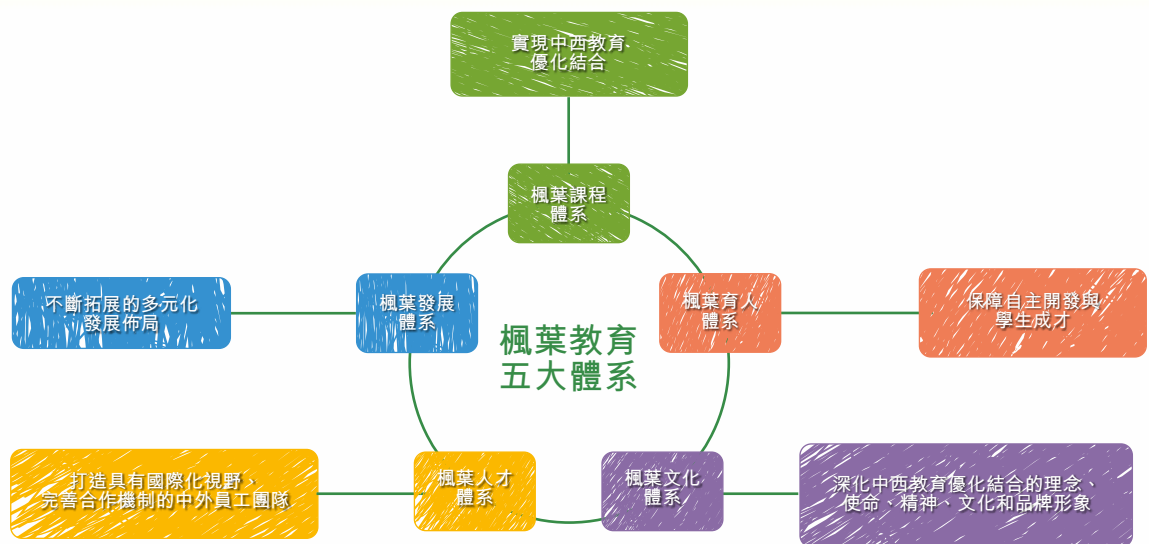 實現中西教育
優化結合
楓葉課程
體系
不斷拓展的多元化
發展佈局
楓葉發展
體系
楓葉育人
體系
保障自主開發與
學生成才
楓葉教育
五大體系
打造具有國際化視野、
完善合作機制的中外員工團隊
楓葉人才
體系
楓葉文化
體系
深化中西教育優化結合的理念、
使命、精神、文化和品牌形象